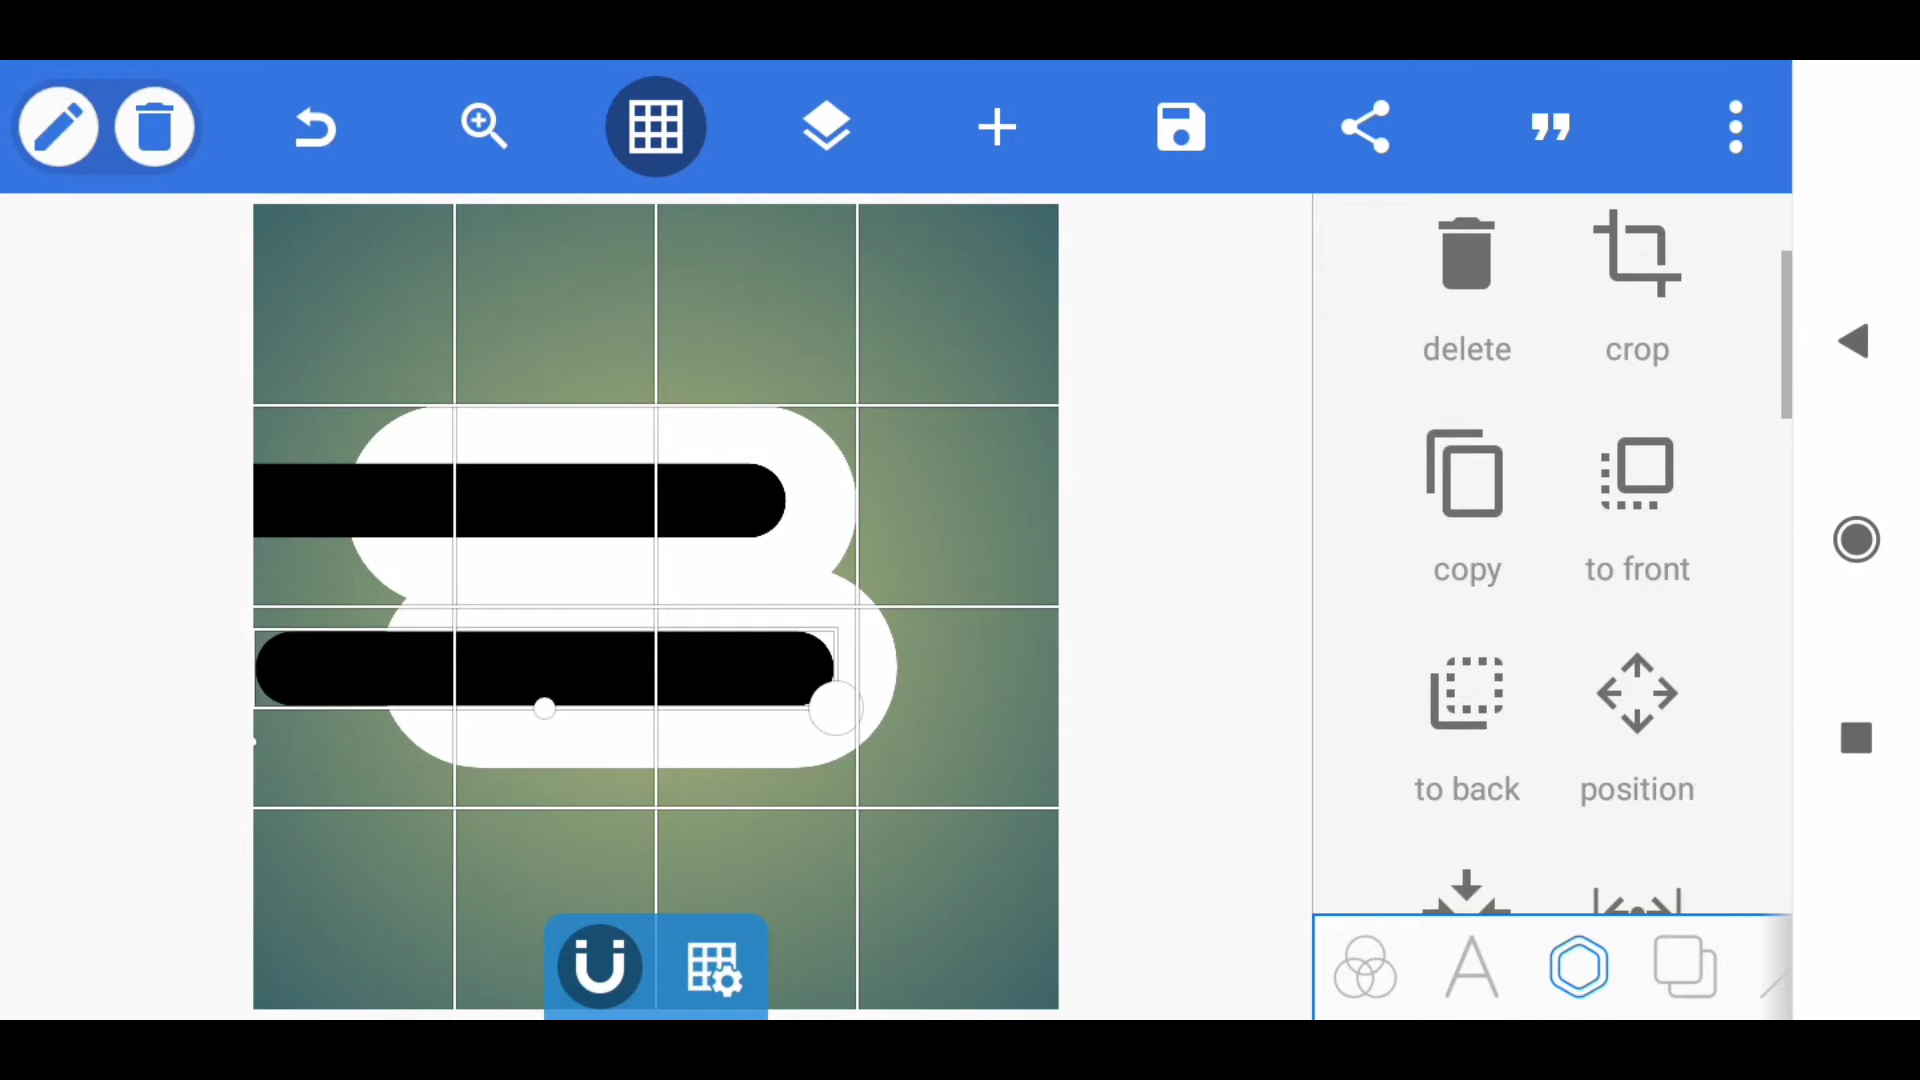 delete
crop
copy
to front
to back
position